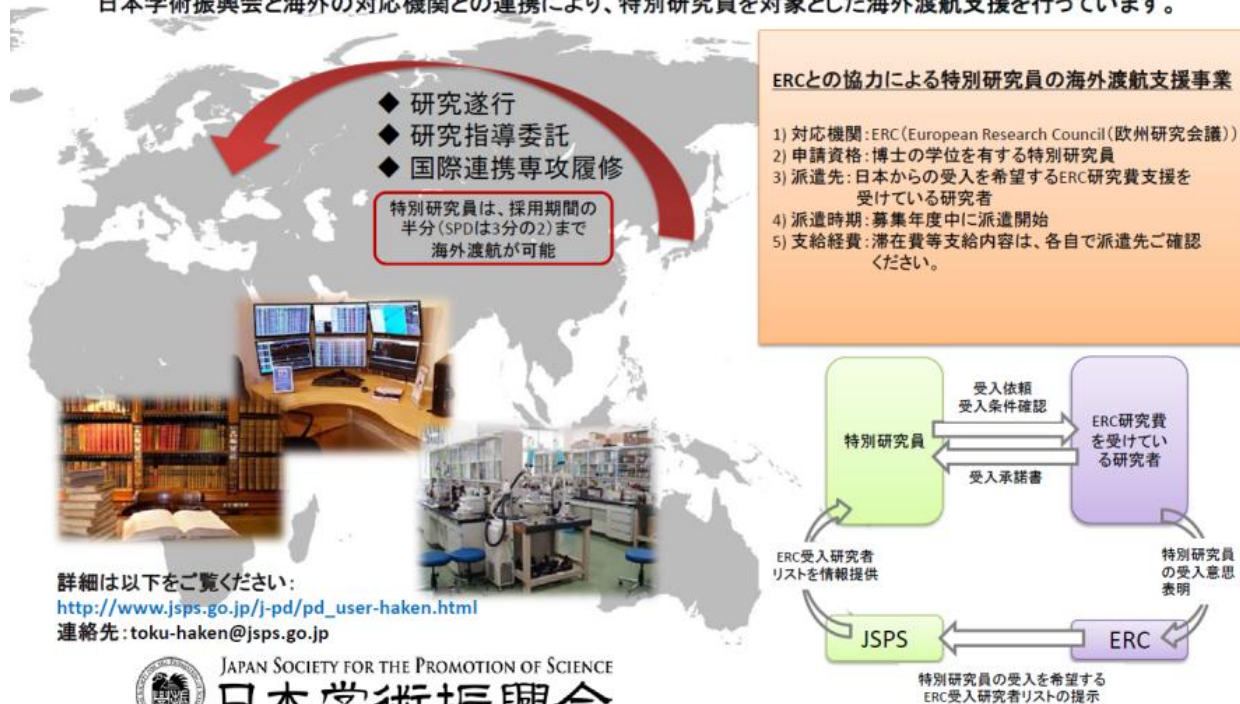 日本学術振興会と海外の対応機関との連携により、特別研究員を対象とした海外渡航支援を行っています。
◆ 研究遂行
◆ 研究指導委託
◆ 国際連携専攻履修
特別研究員は、採用期間の
半分(SPDは3分の2)まで
海外渡航が可能
ERCとの協力による特別研究員の海外渡航支援事業
1) 対応機関:ERC(European Research Council(欧州研究会議))
2) 申請資格:博士の学位を有する特別研究員
3) 派遣先:日本からの受入を希望するERC研究費支援を
受けている研究者
4) 派遣時期:募集年度中に派遣開始
5) 支給経費:滞在費等支給内容は、各自で派遣先ご確認
ください。
特別研究員
受入依頼
受入条件確認
受入承諾書
ERC研究費
を受けてい
る研究者
ERC受入研究者
リストを情報提供
特別研究員
の受入意思
表明
JSPS
ERC
特別研究員の受入を希望する
ERC受入研究者リストの提示
詳細は以下をご覧ください:
http://www.jsps.go.jp/j-pd/pd_user-haken.html
連絡先:toku-haken@jsps.go.jp
JAPAN SOCIETY FOR THE PROMOTION OF SCIENCE
日本学術振興会